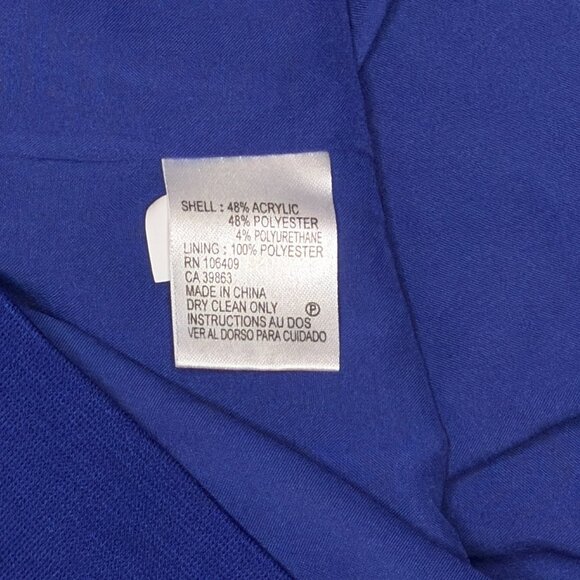 SHELL : 48% ACRYLIC
48% POLYESTER
4% POLYURETHANE
LINING : 100% POLYESTER
RN 106409
CA 39863
MADE IN CHINA
DRY CLEAN ONLY Ⓟ
INSTRUCTIONS AU DOS
VER AL DORSO PARA CUIDADO